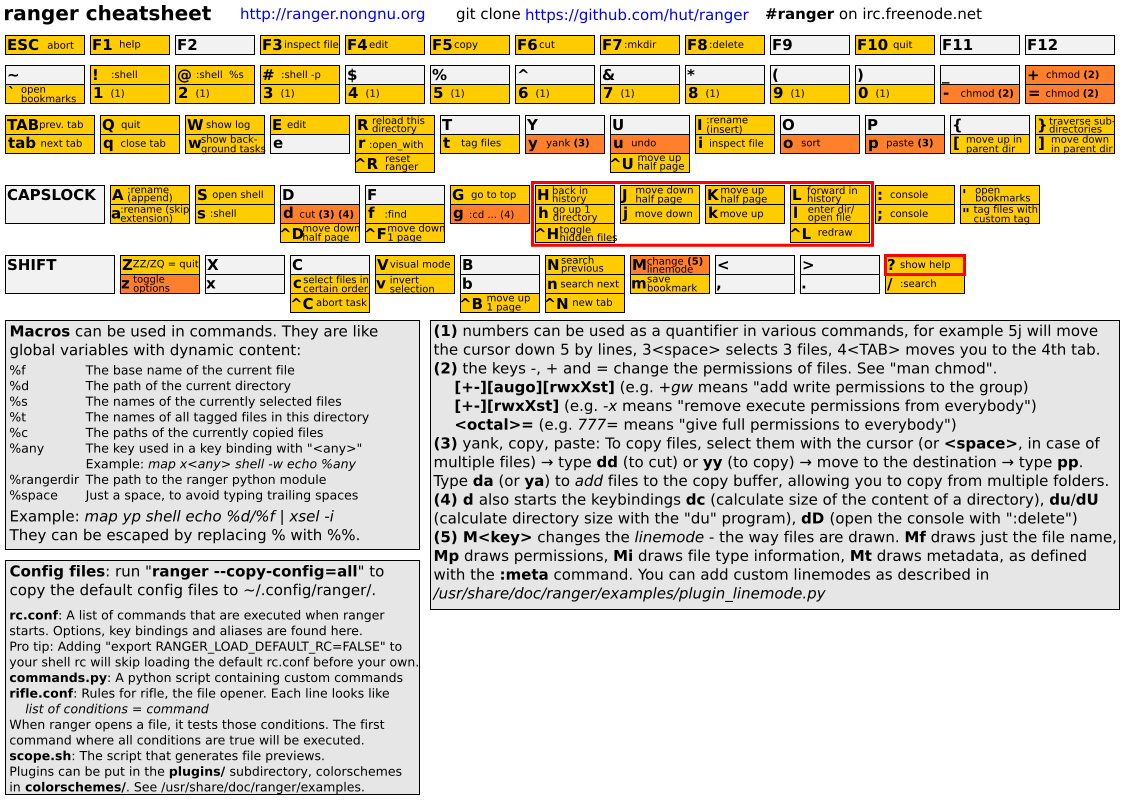 ranger cheatsheet http://ranger.nongnu.org git clone https://github.com/hut/ranger #ranger on irc.freenode.net
ESC abort F1 help F2 F3 inspect file F4 edit F5 copy F6 cut F7 :mkdir F8 :delete F9 F10 quit F11 F12
~ ! :shell @ :shell %s # :shell -p $ % ^ & * ( ) _ + chmod (2)
` open bookmarks 1 (1) 2 (1) 3 (1) 4 (1) 5 (1) 6 (1) 7 (1) 8 (1) 9 (1) 0 (1) - chmod (2) = chmod (2)
TAB prev. tab Q quit W show log E edit R reload this directory T Y U I :rename (insert) O P { } traverse sub-directories
tab next tab q close tab w show back-ground tasks e r :open_with t tag files y yank (3) u undo i inspect file o sort p paste (3) [ move up in parent dir ] move down in parent dir
^R reset ranger ^U move up half page
CAPSLOCK A :rename (append) S open shell D F G go to top H back in history J move down half page K move up half page L forward in history : console ' open bookmarks
a :rename (skip extension) s :shell d cut (3) (4) f :find g :cd ... (4) h go up 1 directory j move down k move up l enter dir/ open file ; console " tag files with custom tag
^D move down half page ^F move down 1 page ^H toggle hidden files ^L redraw
SHIFT Z ZZ/ZQ = quit X C V visual mode B N search previous M change (5) linemode < > ? show help
z toggle options x c select files in certain order v invert selection b n search next m save bookmark , . / :search
^C abort task ^B move up 1 page ^N new tab
Macros can be used in commands. They are like
global variables with dynamic content:
%f The base name of the current file
%d The path of the current directory
%s The names of the currently selected files
%t The names of all tagged files in this directory
%c The paths of the currently copied files
%any The key used in a key binding with "<any>"
Example: map x<any> shell -w echo %any
%rangerdir The path to the ranger python module
%space Just a space, to avoid typing trailing spaces
Example: map yp shell echo %d/%f | xsel -i
They can be escaped by replacing % with %%.
Config files: run "ranger --copy-config=all" to
copy the default config files to ~/.config/ranger/.
rc.conf: A list of commands that are executed when ranger
starts. Options, key bindings and aliases are found here.
Pro tip: Adding "export RANGER_LOAD_DEFAULT_RC=FALSE" to
your shell rc will skip loading the default rc.conf before your own.
commands.py: A python script containing custom commands
rifle.conf: Rules for rifle, the file opener. Each line looks like
list of conditions = command
When ranger opens a file, it tests those conditions. The first
command where all conditions are true will be executed.
scope.sh: The script that generates file previews.
Plugins can be put in the plugins/ subdirectory, colorschemes
in colorschemes/. See /usr/share/doc/ranger/examples.
(1) numbers can be used as a quantifier in various commands, for example 5j will move
the cursor down 5 by lines, 3<space> selects 3 files, 4<TAB> moves you to the 4th tab.
(2) the keys -, + and = change the permissions of files. See "man chmod".
[+-][augo][rwxXst] (e.g. +gw means "add write permissions to the group)
[+-][rwxXst] (e.g. -x means "remove execute permissions from everybody")
<octal>= (e.g. 777= means "give full permissions to everybody")
(3) yank, copy, paste: To copy files, select them with the cursor (or <space>, in case of
multiple files) → type dd (to cut) or yy (to copy) → move to the destination → type pp.
Type da (or ya) to add files to the copy buffer, allowing you to copy from multiple folders.
(4) d also starts the keybindings dc (calculate size of the content of a directory), du/dU
(calculate directory size with the "du" program), dD (open the console with ":delete")
(5) M<key> changes the linemode - the way files are drawn. Mf draws just the file name,
Mp draws permissions, Mi draws file type information, Mt draws metadata, as defined
with the :meta command. You can add custom linemodes as described in
/usr/share/doc/ranger/examples/plugin_linemode.py